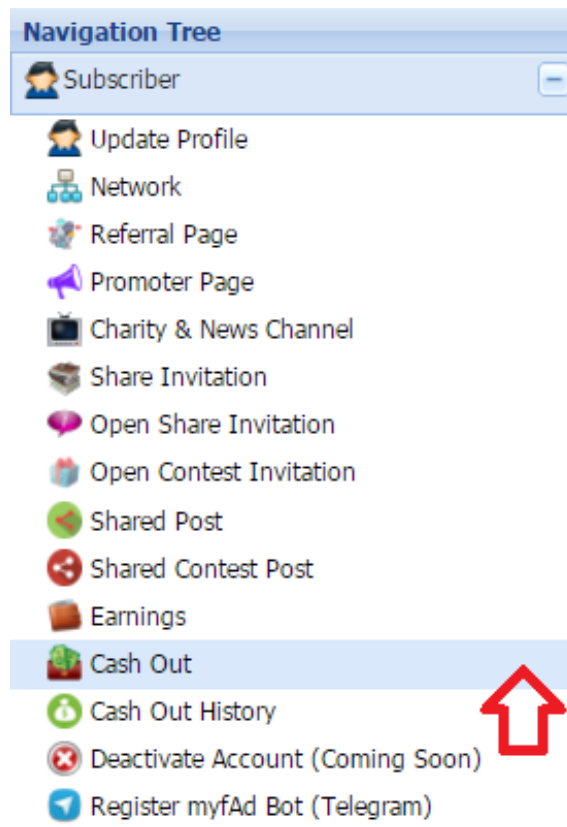 Navigation Tree
Subscriber
Update Profile
Network
Referral Page
Promoter Page
Charity & News Channel
Share Invitation
Open Share Invitation
Open Contest Invitation
Shared Post
Shared Contest Post
Earnings
Cash Out
Cash Out History
Deactivate Account (Coming Soon)
Register myfAd Bot (Telegram)